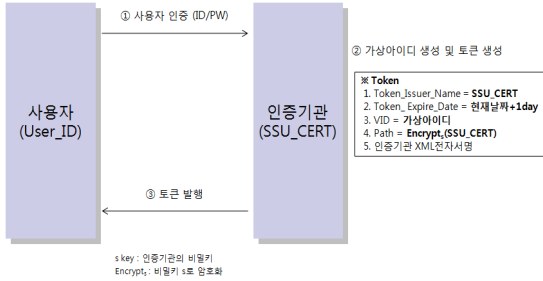 ① 사용자 인증 (ID/PW)
② 가상아이디 생성 및 토큰 생성
사용자
(User_ID)
인증기관
(SSU_CERT)
※ Token
1. Token_Issuer_Name = SSU_CERT
2. Token_ Expire_Date = 현재날짜+1day
3. VID = 가상아이디
4. Path = Encrypts(SSU_CERT)
5. 인증기관 XML전자서명
③ 토큰 발행
s key : 인증기관의 비밀키
Encrypts : 비밀키 s로 암호화